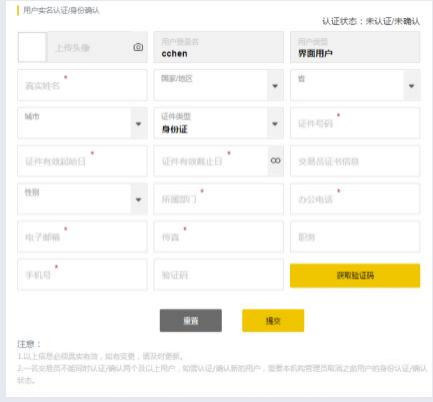 用户实名认证/身份确认
认证状态：未认证/未确认
上传头像
用户登录名
cchen
用户类型
界面用户
真实姓名 *
国家/地区
省
城市
证件类型
身份证
证件号码 *
证件有效起始日 *
证件有效截止日 *
交易员证书信息
性别
所属部门 *
办公电话 *
电子邮箱 *
传真 *
职务
手机号 *
验证码
获取验证码
重置
提交
注意：
1.以上信息必须真实有效，如有变更，请及时更新。
2.一名交易员不能同时认证/确认两个及以上用户，如需认证/确认新的用户，需要本机构管理员取消之前用户的身份认证/确认
状态。